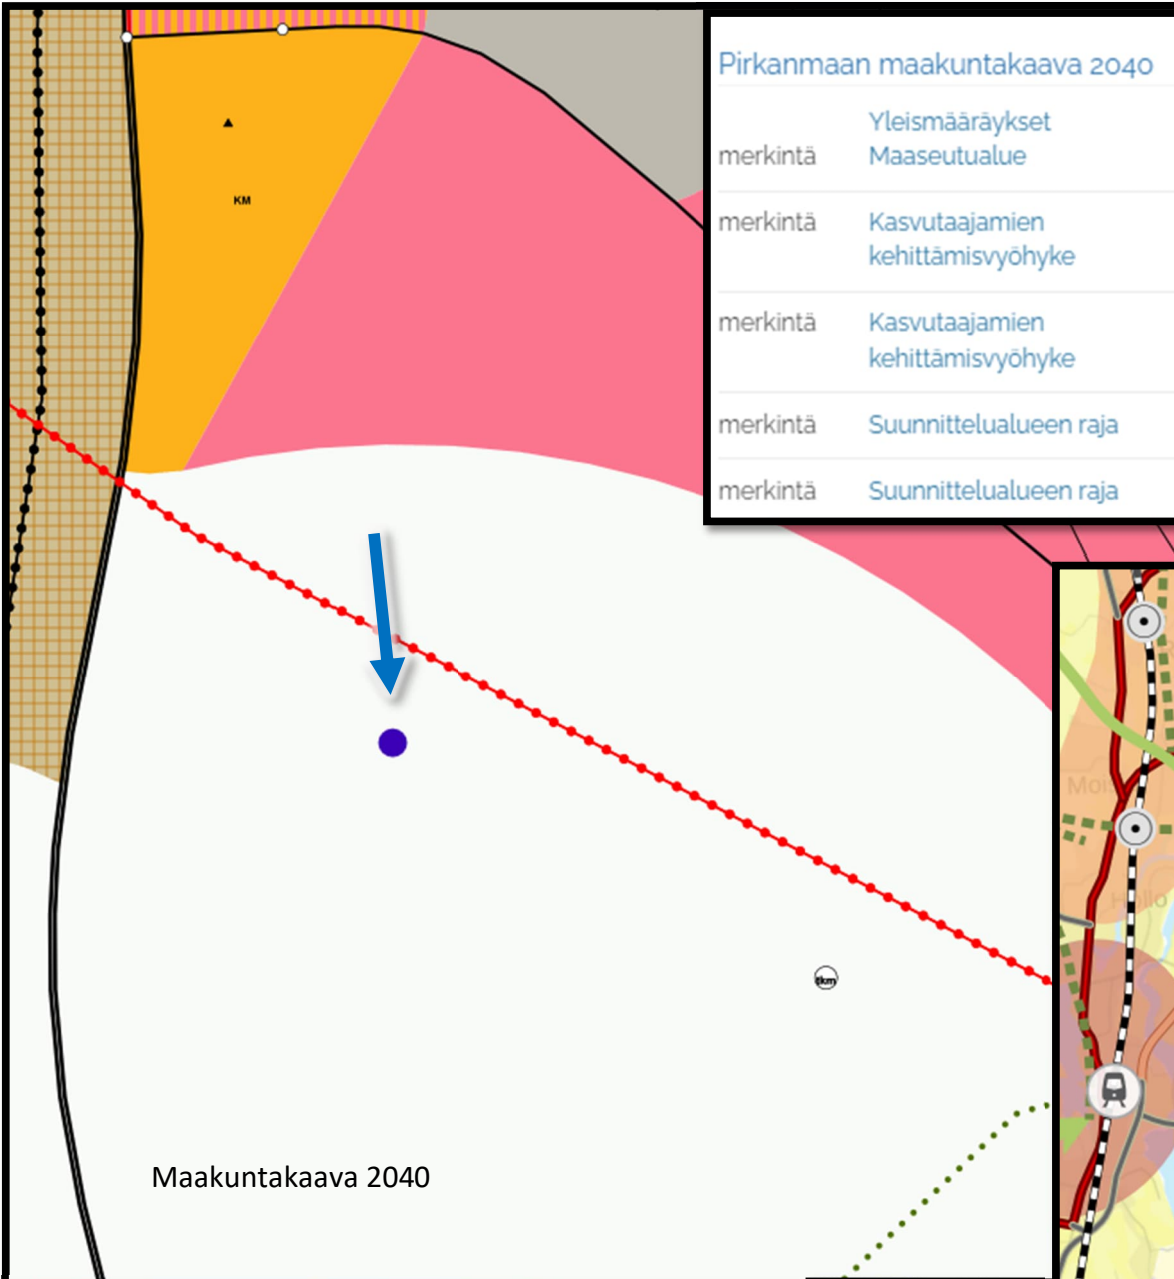 Pirkanmaan maakuntakaava 2040
Yleismääräykset
merkintä Maaseutualue
merkintä Kasvutaajamien
kehittämisvyöhyke
merkintä Kasvutaajamien
kehittämisvyöhyke
merkintä Suunnittelualueen raja
merkintä Suunnittelualueen raja
KM
Maakuntakaava 2040